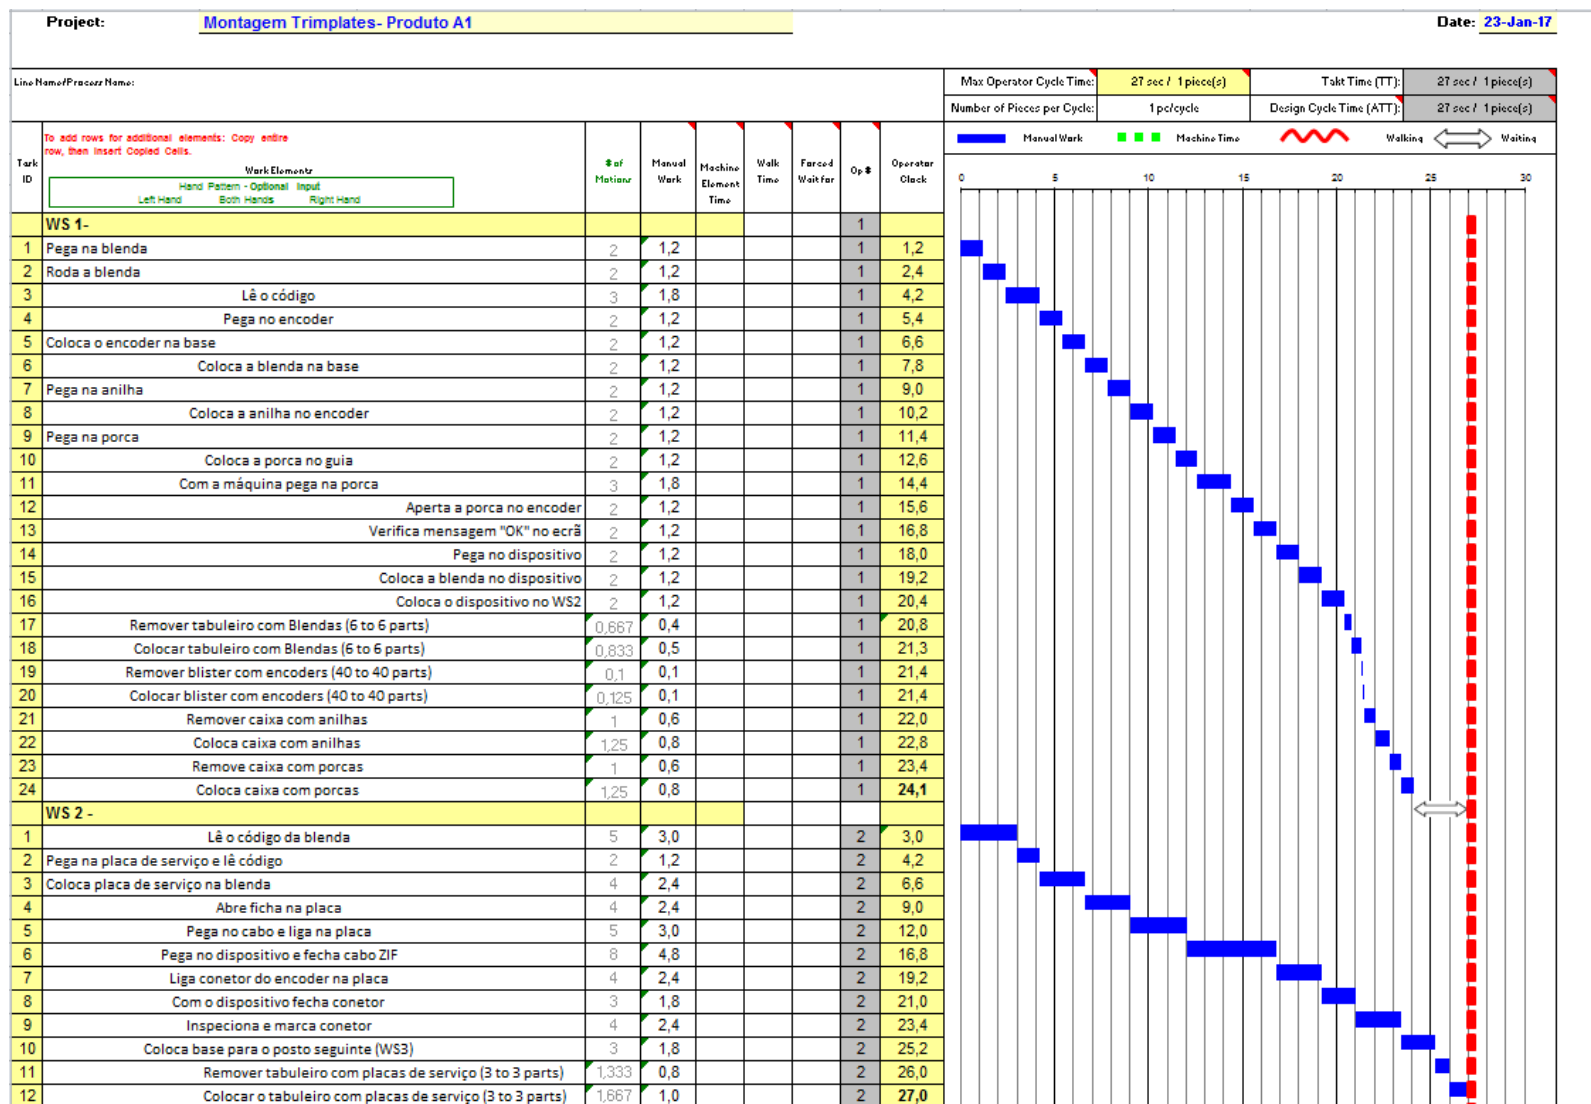 Project: Montagem Trimplates- Produto A1 Date: 23-Jan-17
Line Name/Process Name: Max Operator Cycle Time: 27 sec / 1 piece(s) Takt Time (TT): 27 sec / 1 piece(s)
Number of Pieces per Cycle: 1 pc/cycle Design Cycle Time (ATT): 27 sec / 1 piece(s)
To add rows for additional elements: Copy entire
row, then Insert Copied Cells.
Manual Work Machine Time Walking Waiting
Task ID Work Elements # of Motions Manual Work Machine Element Time Walk Time Forced Wait for Op # Operator Clock
Hand Pattern - Optional Input
Left Hand Both Hands Right Hand
0 5 10 15 20 25 30
WS 1- 1
1 Pega na blenda 2 1,2 1 1,2
2 Roda a blenda 2 1,2 1 2,4
3 Lê o código 3 1,8 1 4,2
4 Pega no encoder 2 1,2 1 5,4
5 Coloca o encoder na base 2 1,2 1 6,6
6 Coloca a blenda na base 2 1,2 1 7,8
7 Pega na anilha 2 1,2 1 9,0
8 Coloca a anilha no encoder 2 1,2 1 10,2
9 Pega na porca 2 1,2 1 11,4
10 Coloca a porca no guia 2 1,2 1 12,6
11 Com a máquina pega na porca 3 1,8 1 14,4
12 Aperta a porca no encoder 2 1,2 1 15,6
13 Verifica mensagem "OK" no ecrã 2 1,2 1 16,8
14 Pega no dispositivo 2 1,2 1 18,0
15 Coloca a blenda no dispositivo 2 1,2 1 19,2
16 Coloca o dispositivo no WS2 2 1,2 1 20,4
17 Remover tabuleiro com Blendas (6 to 6 parts) 0,667 0,4 1 20,8
18 Colocar tabuleiro com Blendas (6 to 6 parts) 0,833 0,5 1 21,3
19 Remover blister com encoders (40 to 40 parts) 0,1 0,1 1 21,4
20 Colocar blister com encoders (40 to 40 parts) 0,125 0,1 1 21,4
21 Remover caixa com anilhas 1 0,6 1 22,0
22 Coloca caixa com anilhas 1,25 0,8 1 22,8
23 Remove caixa com porcas 1 0,6 1 23,4
24 Coloca caixa com porcas 1,25 0,8 1 24,1
WS 2 -
1 Lê o código da blenda 5 3,0 2 3,0
2 Pega na placa de serviço e lê código 2 1,2 2 4,2
3 Coloca placa de serviço na blenda 4 2,4 2 6,6
4 Abre ficha na placa 4 2,4 2 9,0
5 Pega no cabo e liga na placa 5 3,0 2 12,0
6 Pega no dispositivo e fecha cabo ZIF 8 4,8 2 16,8
7 Liga conetor do encoder na placa 4 2,4 2 19,2
8 Com o dispositivo fecha conetor 3 1,8 2 21,0
9 Inspeciona e marca conetor 4 2,4 2 23,4
10 Coloca base para o posto seguinte (WS3) 3 1,8 2 25,2
11 Remover tabuleiro com placas de serviço (3 to 3 parts) 1,333 0,8 2 26,0
12 Colocar o tabuleiro com placas de serviço (3 to 3 parts) 1,667 1,0 2 27,0